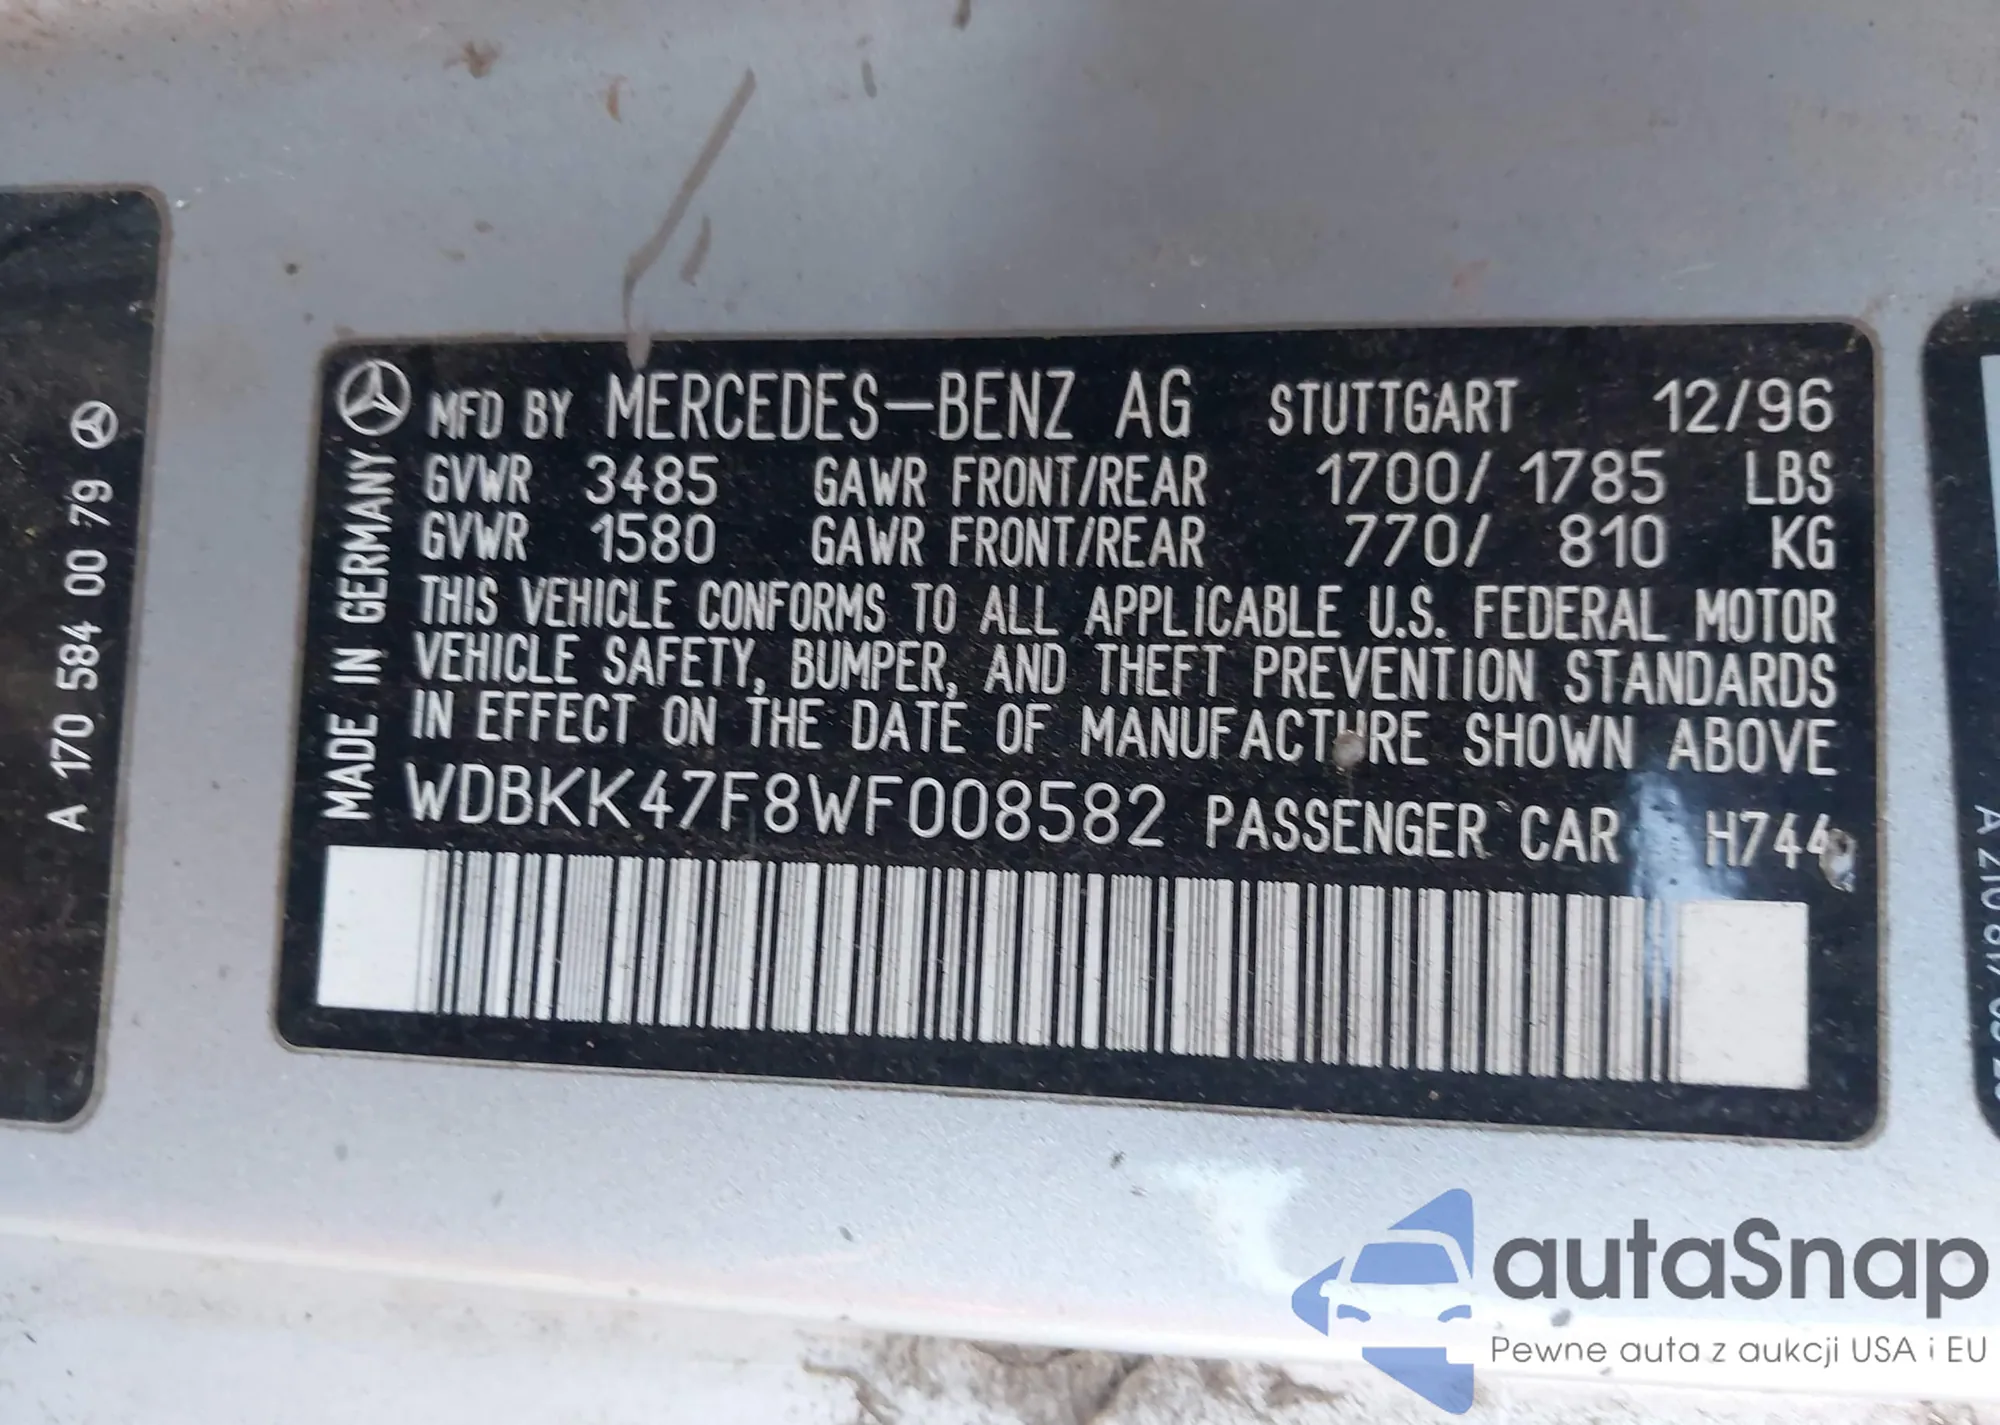 A 170 584 00 79
MADE IN GERMANY
MFD BY MERCEDES-BENZ AG STUTTGART 12/96
GVWR 3485 GAWR FRONT/REAR 1700/ 1785 LBS
GVWR 1580 GAWR FRONT/REAR 770/ 810 KG
THIS VEHICLE CONFORMS TO ALL APPLICABLE U.S. FEDERAL MOTOR
VEHICLE SAFETY, BUMPER, AND THEFT PREVENTION STANDARDS
IN EFFECT ON THE DATE OF MANUFACTURE SHOWN ABOVE
WDBKK47F8WF008582 PASSENGER CAR H744
A 210 817
autaSnap
Pewne auta z aukcji USA i EU